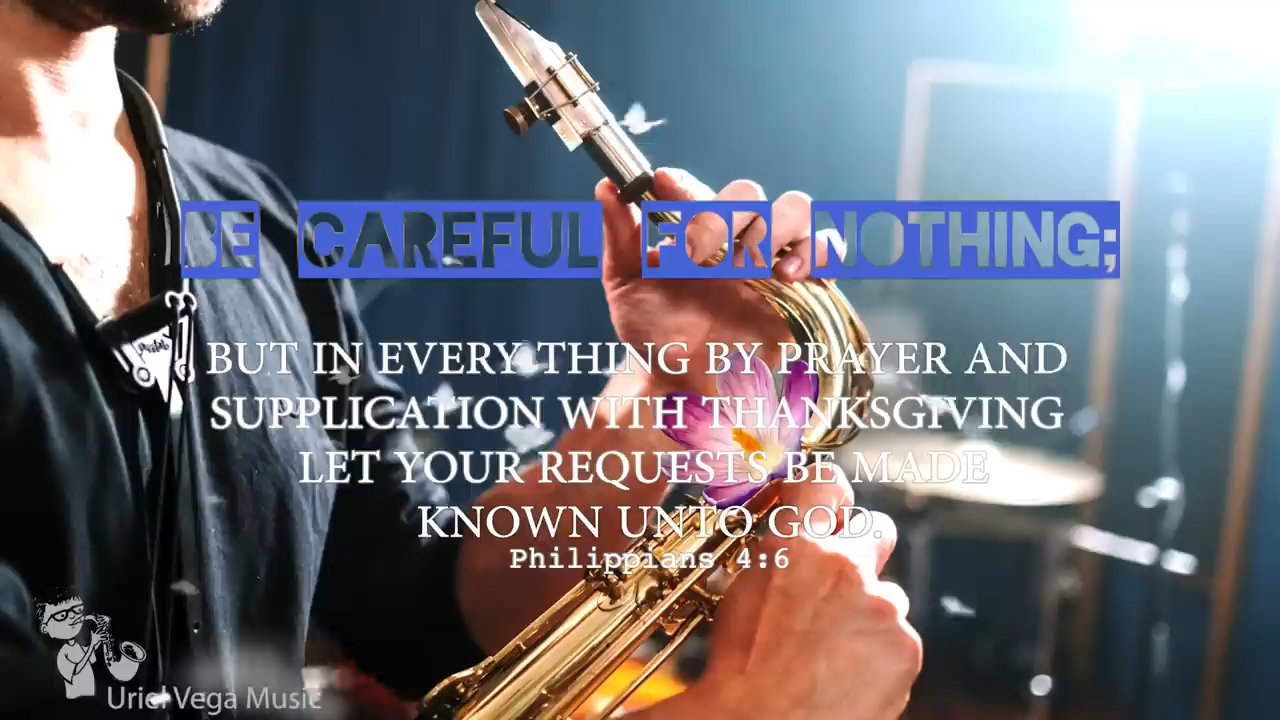 BE CAREFUL FOR NOTHING;
BUT IN EVERY THING BY PRAYER AND
SUPPLICATION WITH THANKSGIVING
LET YOUR REQUESTS BE MADE
KNOWN UNTO GOD.
Philippians 4:6
Uriel Vega Music